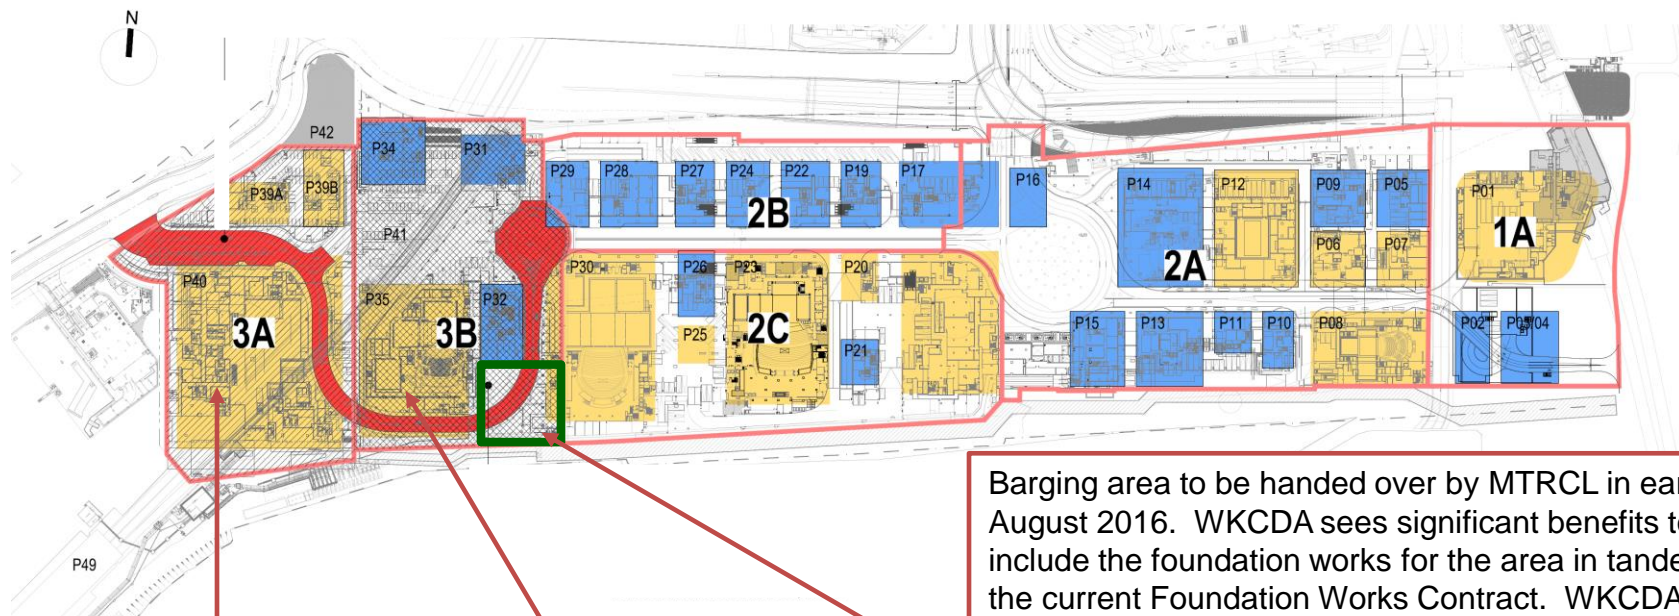 N
P42
P34
P31
P39A
P39B
P29
P28
P27
P24
P22
P19
P17
P16
P14
P12
P09
P05
P01
1A
2B
P41
P06
P07
2A
P40
P35
P32
P30
P26
P23
P20
3A
3B
P25
2C
P21
P15
P13
P11
P10
P08
P02
P03/04
P49
Barging area to be handed over by MTRCL in ear
August 2016. WKCDA sees significant benefits to
include the foundation works for the area in tande
the current Foundation Works Contract. WKCDA